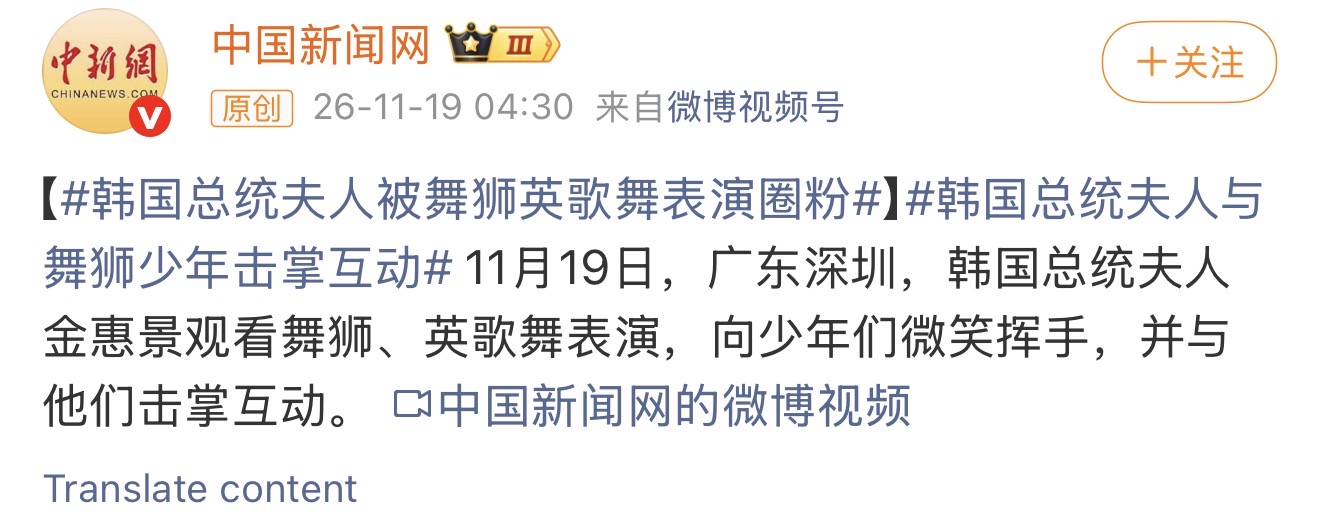 中新網
CHINANEWS.COM
中国新闻网 III
+关注
原创 26-11-19 04:30 来自微博视频号
【#韩国总统夫人被舞狮英歌舞表演圈粉#】#韩国总统夫人与
舞狮少年击掌互动# 11月19日，广东深圳，韩国总统夫人
金惠景观看舞狮、英歌舞表演，向少年们微笑挥手，并与
他们击掌互动。 中国新闻网的微博视频
Translate content